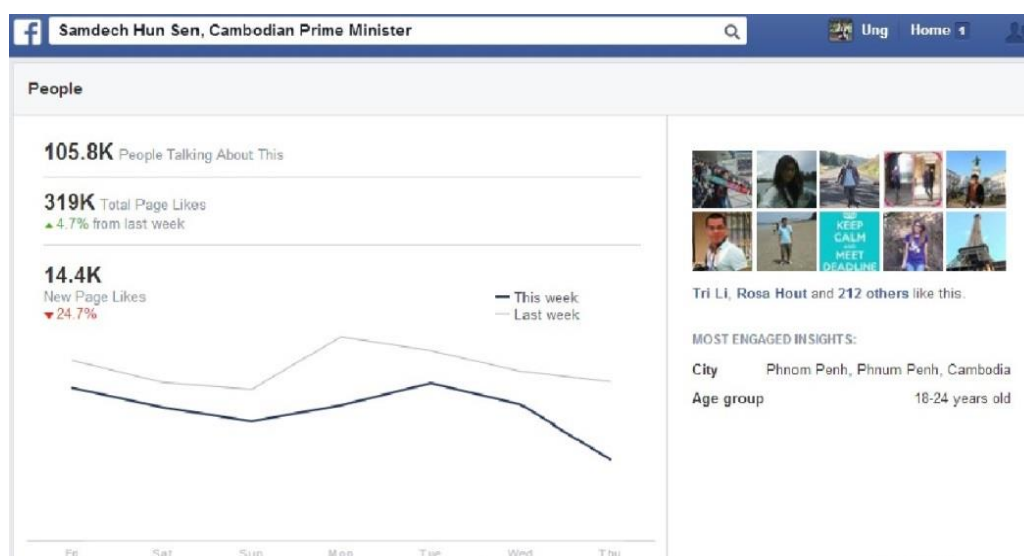 f Samdech Hun Sen, Cambodian Prime Minister Ung Home 1
People
105.8K People Talking About This
319K Total Page Likes
4.7% from last week
14.4K
New Page Likes
24.7%
This week
Last week
Fri Sat Sun Mon Tue Wed Thu
KEEP
CALM
AND
MEET
DEADLINE
Tri Li, Rosa Hout and 212 others like this.
MOST ENGAGED INSIGHTS:
City Phnom Penh, Phnum Penh, Cambodia
Age group 18-24 years old